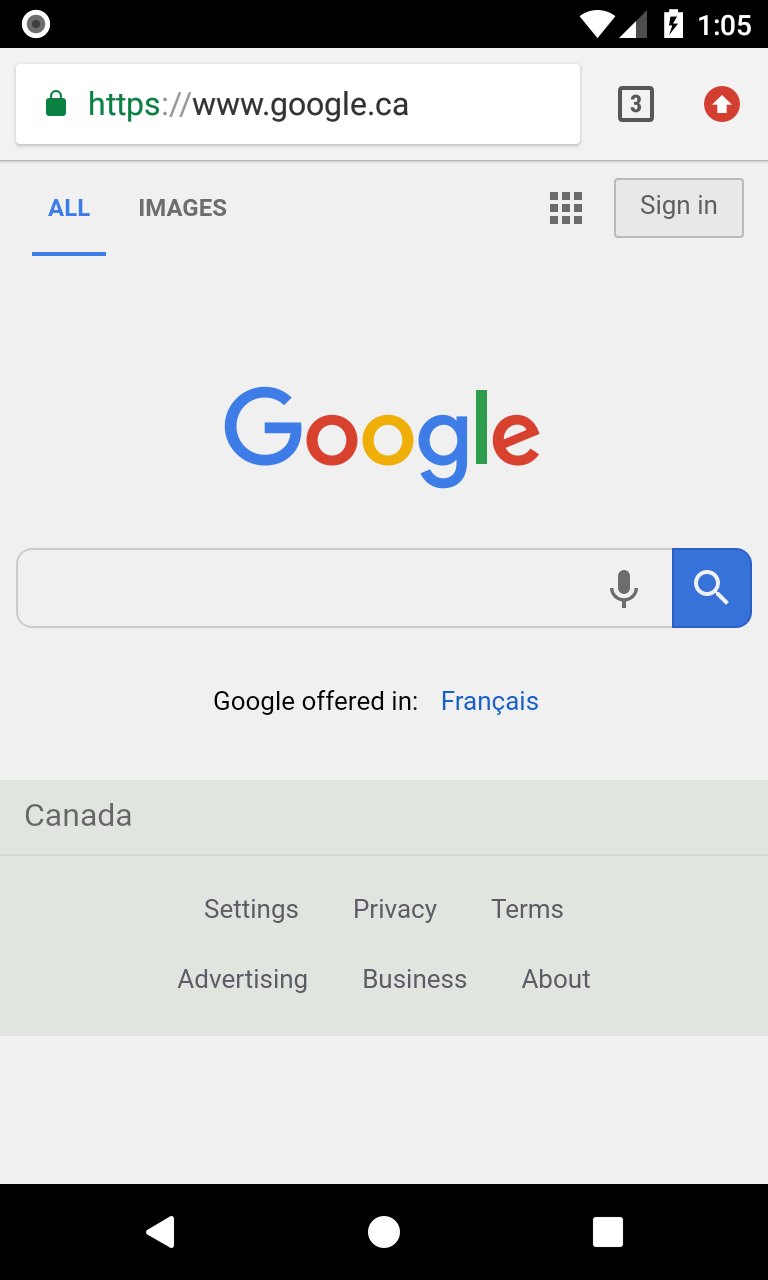 1:05
https://www.google.ca
3
ALL IMAGES Sign in
Google
Google offered in: Français
Canada
Settings Privacy Terms
Advertising Business About